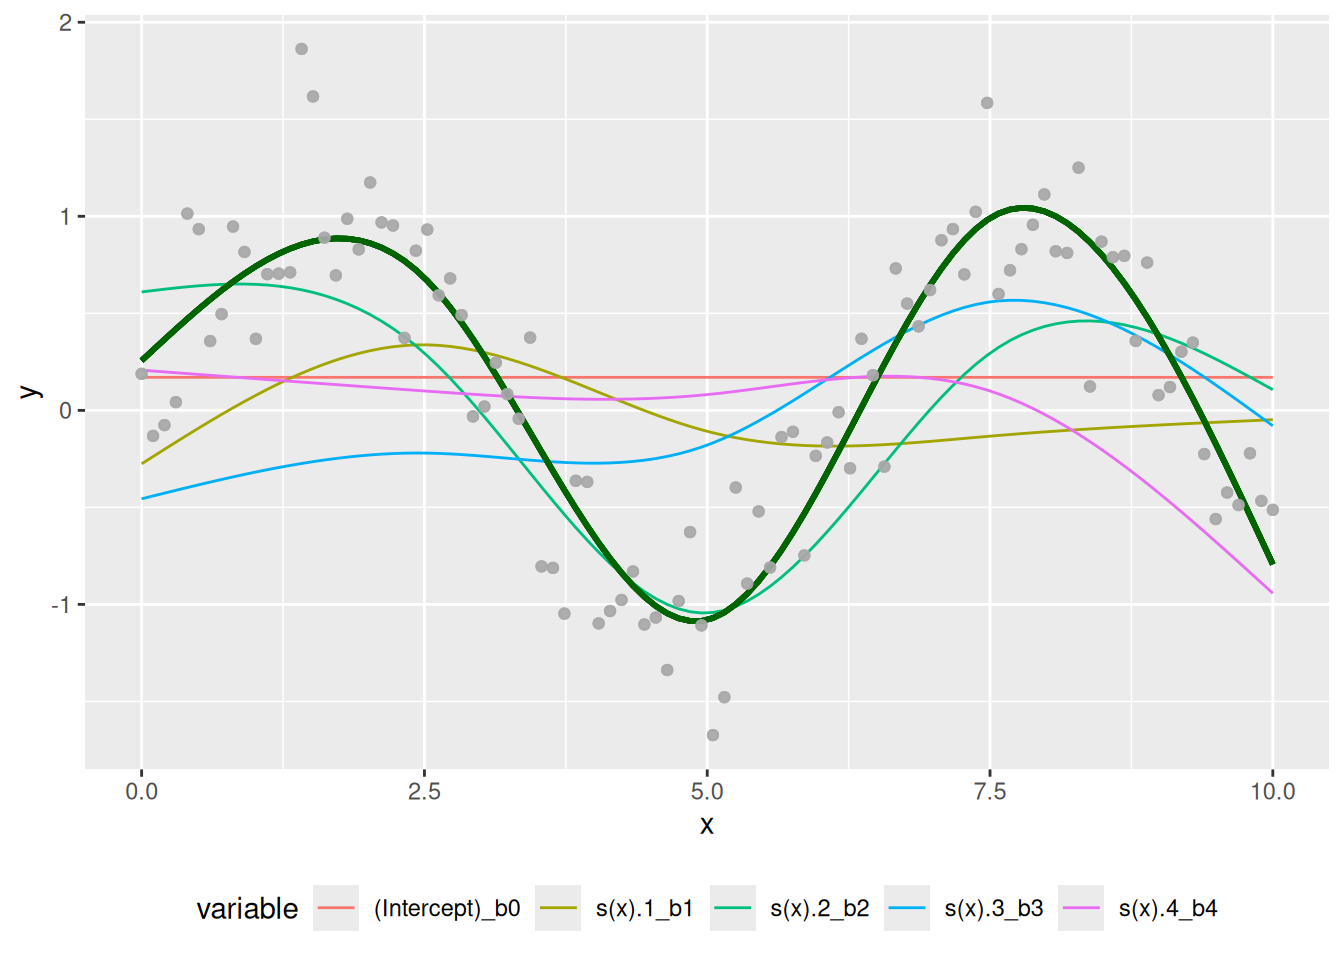 2
1
0
-1
y
0.0 2.5 5.0 7.5 10.0
x
variable (Intercept)_b0 s(x).1_b1 s(x).2_b2 s(x).3_b3 s(x).4_b4